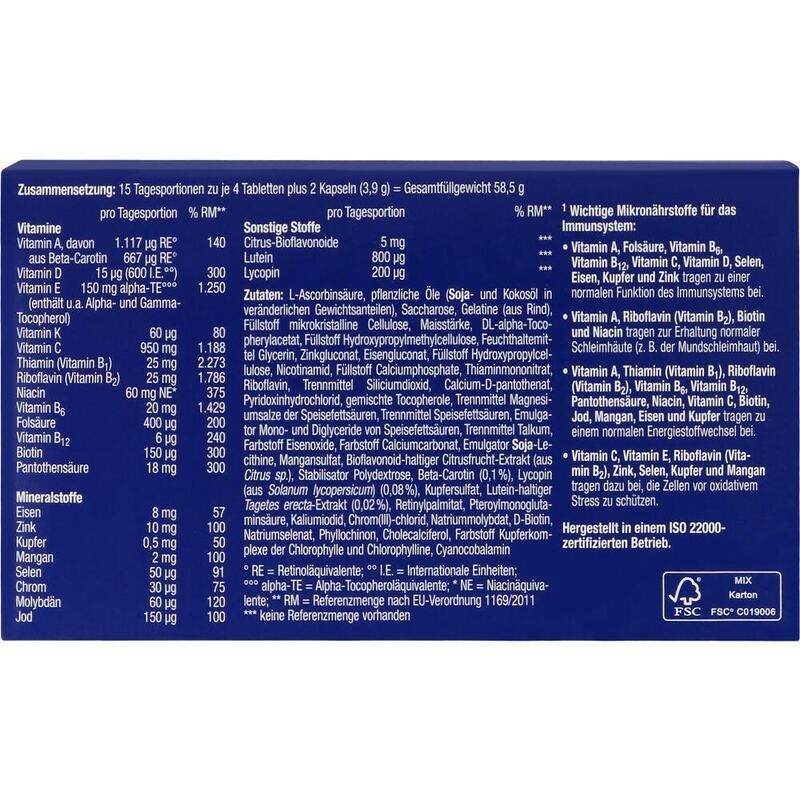 Zusammensetzung: 15 Tagesportionen zu je 4 Tabletten plus 2 Kapseln (3,9 g) = Gesamtfüllgewicht 58,5 g
pro Tagesportion % RM**
Vitamine
Vitamin A, davon 1.117 µg RE° 140
aus Beta-Carotin 667 µg RE°
Vitamin D 15 µg (600 I.E.°°) 300
Vitamin E 150 mg alpha-TE°°° 1.250
(enthält u.a. Alpha- und Gamma-
Tocopherol)
Vitamin K 60 µg 80
Vitamin C 950 mg 1.188
Thiamin (Vitamin B1) 25 mg 2.273
Riboflavin (Vitamin B2) 25 mg 1.786
Niacin 60 mg NE* 375
Vitamin B6 20 mg 1.429
Folsäure 400 µg 200
Vitamin B12 6 µg 240
Biotin 150 µg 300
Pantothensäure 18 mg 300
Mineralstoffe
Eisen 8 mg 57
Zink 10 mg 100
Kupfer 0,5 mg 50
Mangan 2 mg 100
Selen 50 µg 91
Chrom 30 µg 75
Molybdän 60 µg 120
Jod 150 µg 100
pro Tagesportion % RM**
Sonstige Stoffe
Citrus-Bioflavonoide 5 mg ***
Lutein 800 µg ***
Lycopin 200 µg ***
Zutaten: L-Ascorbinsäure, pflanzliche Öle (Soja- und Kokosöl in
veränderlichen Gewichtsanteilen), Saccharose, Gelatine (aus Rind),
Füllstoff mikrokristalline Cellulose, Maisstärke, DL-alpha-Toco-
pherylacetat, Füllstoff Hydroxypropylmethylcellulose, Feuchthaltemit-
tel Glycerin, Zinkgluconat, Eisengluconat, Füllstoff Hydroxypropylcel-
lulose, Nicotinamid, Füllstoff Calciumphosphate, Thiaminmononitrat,
Riboflavin, Trennmittel Siliciumdioxid, Calcium-D-pantothenat,
Pyridoxinhydrochlorid, gemischte Tocopherole, Trennmittel Magnesi-
umsalze der Speisefettsäuren, Trennmittel Speisefettsäuren, Emulga-
tor Mono- und Diglyceride von Speisefettsäuren, Trennmittel Talkum,
Farbstoff Eisenoxide, Farbstoff Calciumcarbonat, Emulgator Soja-Le-
cithine, Mangansulfat, Bioflavonoid-haltiger Citrusfrucht-Extrakt (aus
Citrus sp.), Stabilisator Polydextrose, Beta-Carotin (0,1%), Lycopin
(aus Solanum lycopersicum) (0,08%), Kupfersulfat, Lutein-haltiger
Tagetes erecta-Extrakt (0,02%), Retinylpalmitat, Pteroylmonogluta-
minsäure, Kaliumiodid, Chrom(III)-chlorid, Natriummolybdat, D-Biotin,
Natriumselenat, Phyllochinon, Cholecalciferol, Farbstoff Kupferkom-
plexe der Chlorophylle und Chlorophylline, Cyanocobalamin
° RE = Retinoläquivalente; °° I.E. = Internationale Einheiten;
°°° alpha-TE = Alpha-Tocopheroläquivalente; * NE = Niacinäquiva-
lente; ** RM = Referenzmenge nach EU-Verordnung 1169/2011
*** keine Referenzmenge vorhanden
1 Wichtige Mikronährstoffe für das
Immunsystem:
• Vitamin A, Folsäure, Vitamin B6,
Vitamin B12, Vitamin C, Vitamin D, Selen,
Eisen, Kupfer und Zink tragen zu einer
normalen Funktion des Immunsystems bei.
• Vitamin A, Riboflavin (Vitamin B2), Biotin
und Niacin tragen zur Erhaltung normaler
Schleimhäute (z. B. der Mundschleimhaut) bei.
• Vitamin A, Thiamin (Vitamin B1), Riboflavin
(Vitamin B2), Vitamin B6, Vitamin B12,
Pantothensäure, Niacin, Vitamin C, Biotin,
Jod, Mangan, Eisen und Kupfer tragen zu
einem normalen Energiestoffwechsel bei.
• Vitamin C, Vitamin E, Riboflavin (Vita-
min B2), Zink, Selen, Kupfer und Mangan
tragen dazu bei, die Zellen vor oxidativem
Stress zu schützen.
Hergestellt in einem ISO 22000-
zertifizierten Betrieb.
FSC
MIX
Karton
FSC® C019006